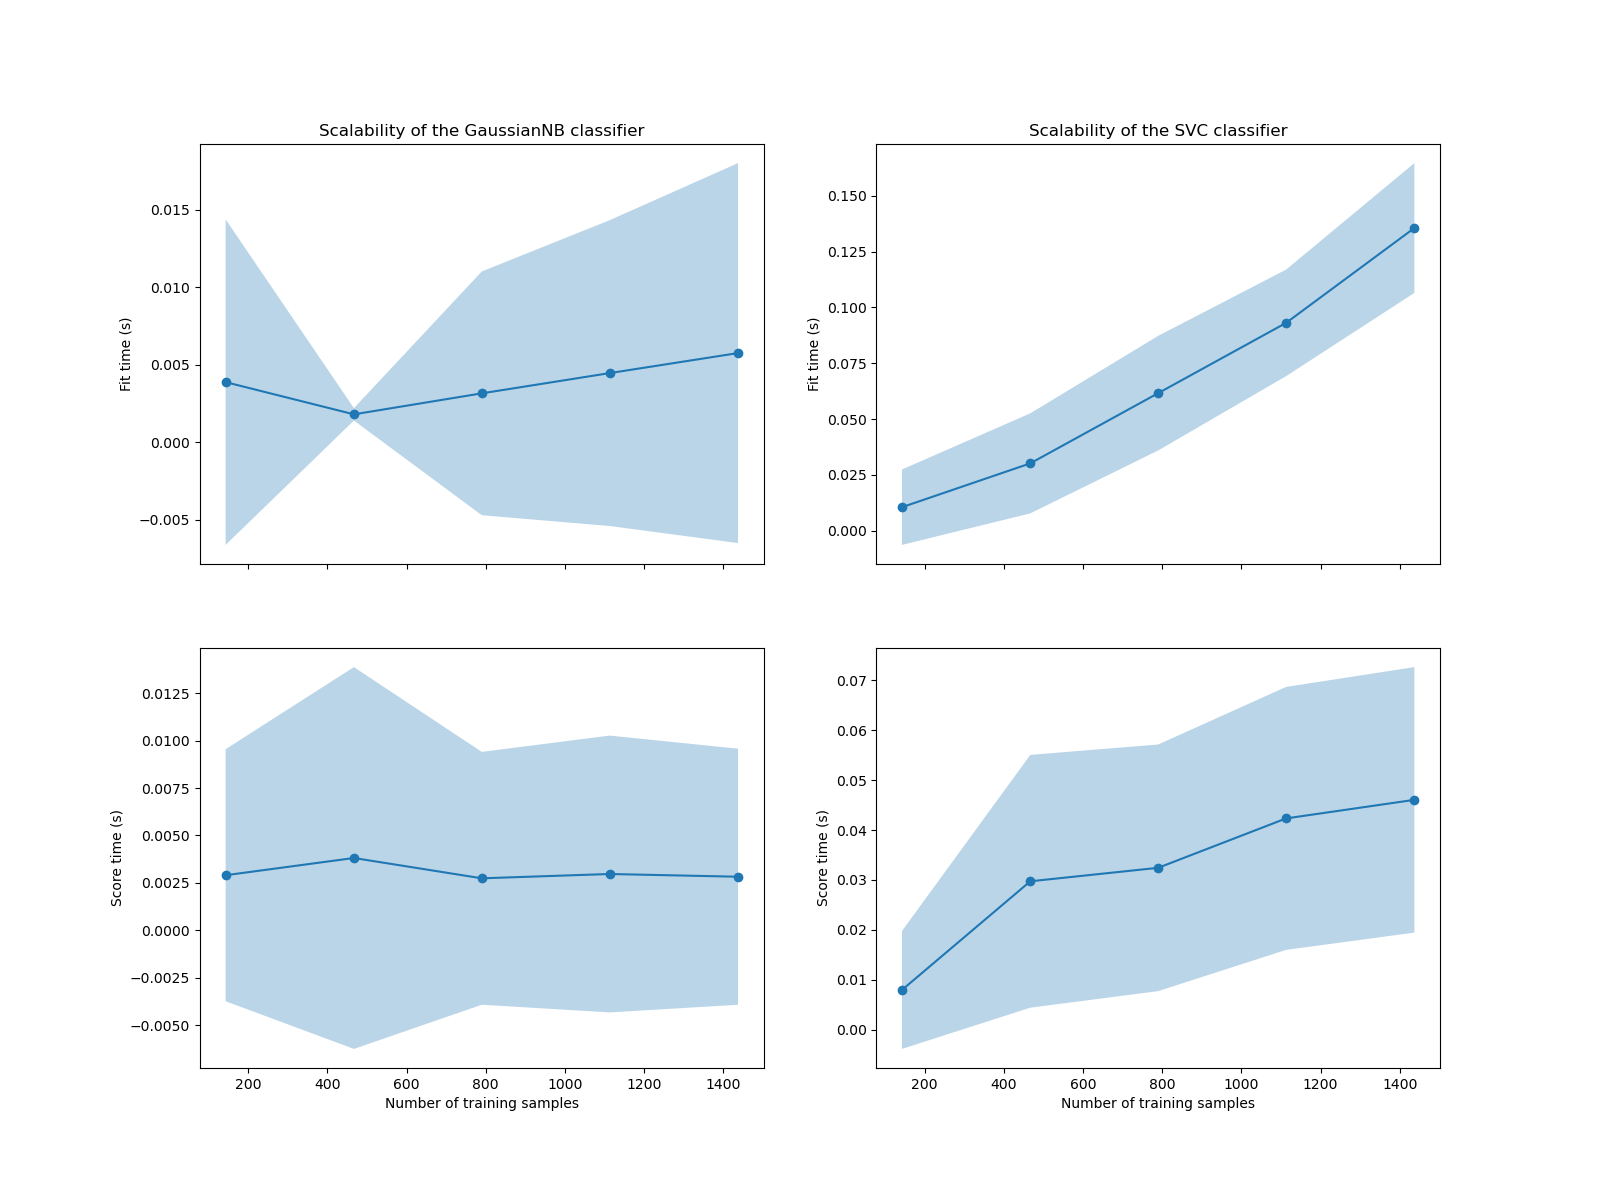 Scalability of the GaussianNB classifier
Fit time (s)
0.015
0.010
0.005
0.000
−0.005
Scalability of the SVC classifier
Fit time (s)
0.150
0.125
0.100
0.075
0.050
0.025
0.000
Score time (s)
0.0125
0.0100
0.0075
0.0050
0.0025
0.0000
−0.0025
−0.0050
200 400 600 800 1000 1200 1400
Number of training samples
Score time (s)
0.07
0.06
0.05
0.04
0.03
0.02
0.01
0.00
200 400 600 800 1000 1200 1400
Number of training samples